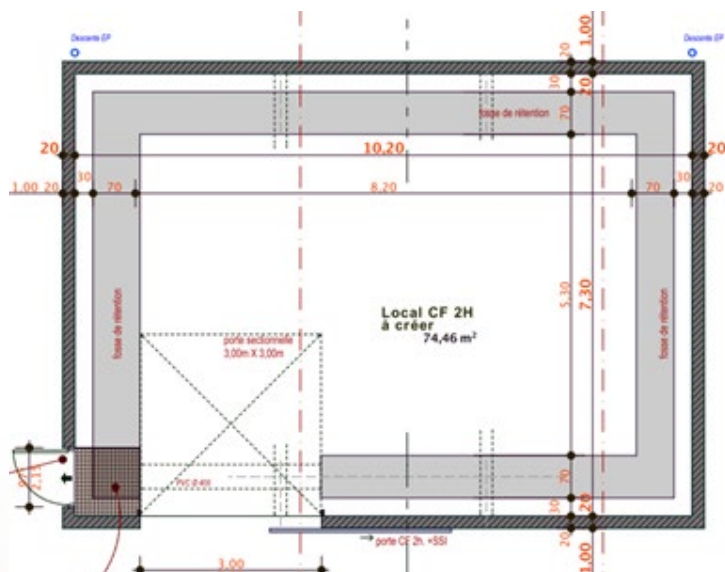 Descente EP
Descente EP
1,00
20
30
20
70
fosse de rétention
20
10,20
20
1.00
20
30
70
8,20
70
30
20
fosse de rétention
5,30
7,30
fosse de rétention
Local CF 2H
à créer
74,46 m²
porte sectionnelle
3,00m X 3,00m
PVC Ø 400
70
20
20
porte CF 2h. +SSI
3,00
1,00